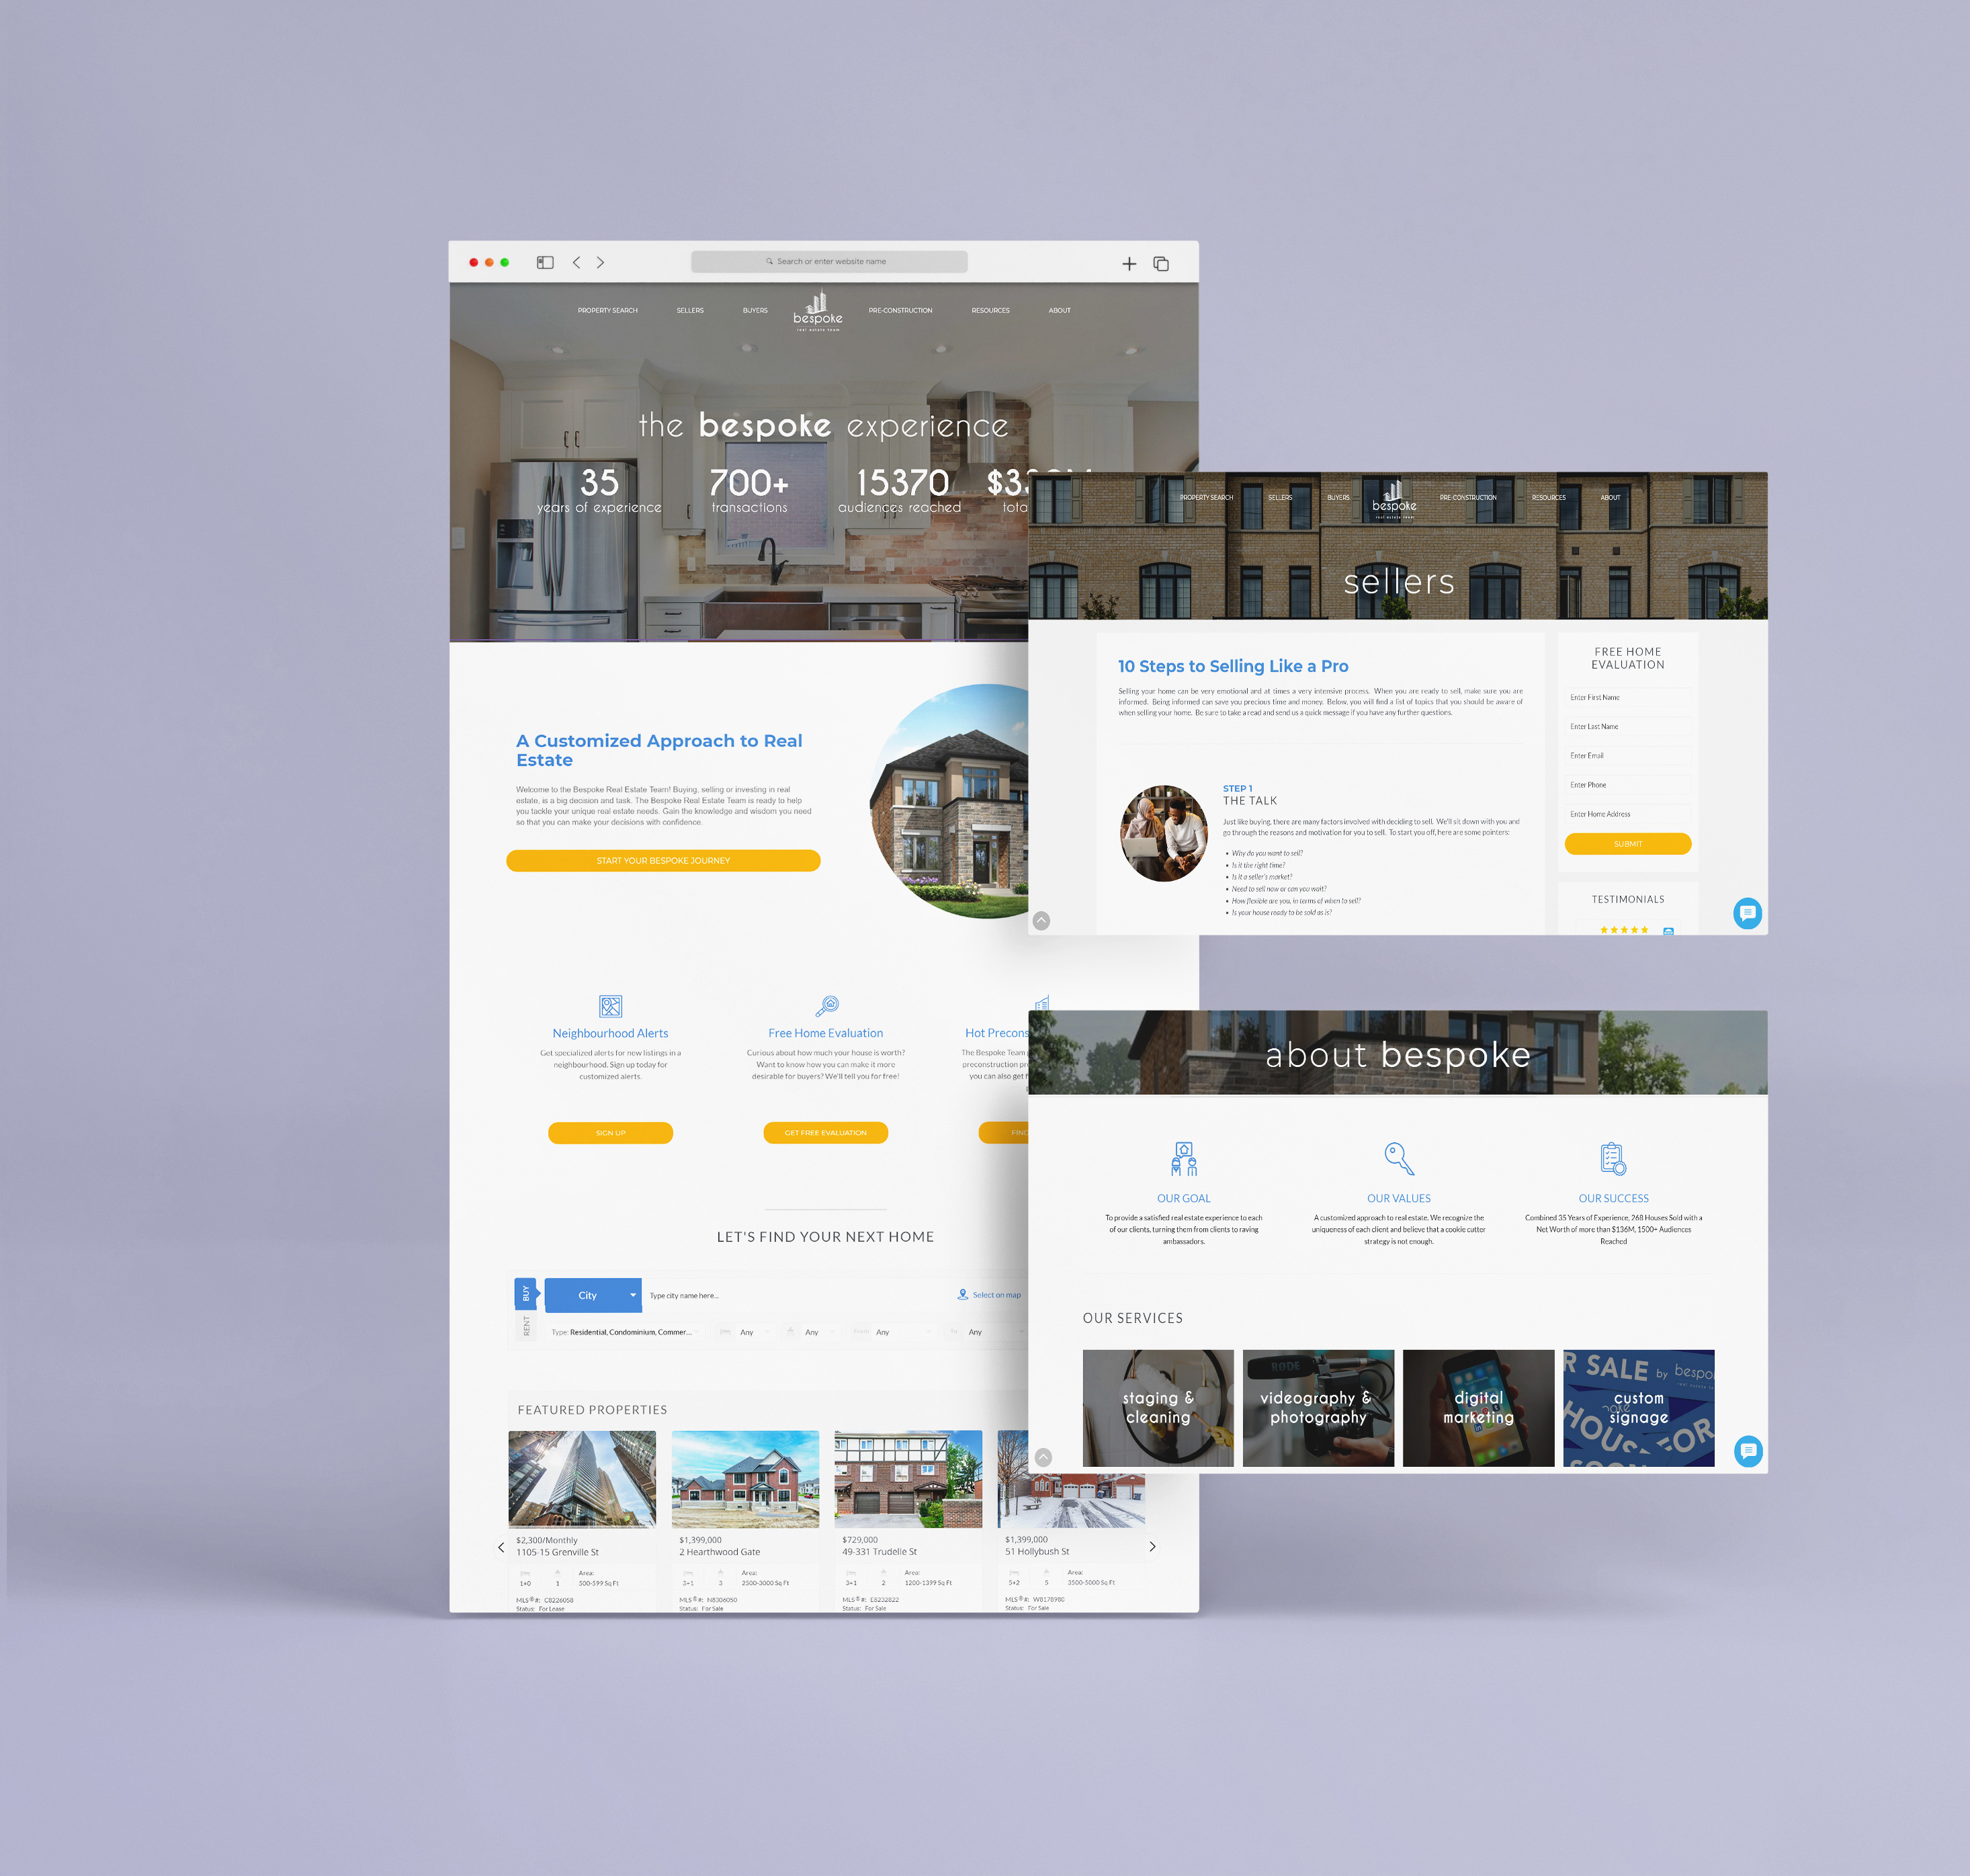 Search or enter website name
PROPERTY SEARCH
SELLERS
BUYERS
bespoke
real estate team
PRE-CONSTRUCTION
RESOURCES
ABOUT
the bespoke experience
35
years of experience
700+
transactions
15370
audiences reached
A Customized Approach to Real
Estate
Welcome to the Bespoke Real Estate Team! Buying, selling or investing in real
estate, is a big decision and task. The Bespoke Real Estate Team is ready to help
you tackle your unique real estate needs. Gain the knowledge and wisdom you need
so that you can make your decisions with confidence.
START YOUR BESPOKE JOURNEY
Neighbourhood Alerts
Get specialized alerts for new listings in a
neighbourhood. Sign up today for
customized alerts.
SIGN UP
Free Home Evaluation
Curious about how much your house is worth?
Want to know how you can make it more
desirable for buyers? We'll tell you for free!
GET FREE EVALUATION
Hot
The Bespoke Team
preconstruction
you can also get
LET'S FIND YOUR NEXT HOME
BUY
RENT
City
Type city name here...
Select on map
Type: Residential, Condominium, Commer...
Any
Any
From Any
To Any
FEATURED PROPERTIES
$2,300/Monthly
1105-15 Grenville St
1+0
1
Area:
500-599 Sq Ft
MLS®#: C8226058
Status: For Lease
$1,399,000
2 Hearthwood Gate
3+1
3
Area:
2500-3000 Sq Ft
MLS®#: N8306050
Status: For Sale
$729,000
49-331 Trudelle St
3+1
2
Area:
1200-1399 Sq Ft
MLS®#: E8232822
Status: For Sale
$1,399,000
51 Hollybush St
5+2
5
Area:
3500-5000 Sq Ft
MLS®#: W8178980
Status: For Sale
PROPERTY SEARCH
SELLERS
BUYERS
bespoke
real estate team
PRE-CONSTRUCTION
RESOURCES
ABOUT
sellers
10 Steps to Selling Like a Pro
Selling your home can be very emotional and at times a very intensive process. When you are ready to sell, make sure you are
informed. Being informed can save you precious time and money. Below, you will find a list of topics that you should be aware of
when selling your home. Be sure to take a read and send us a quick message if you have any further questions.
STEP 1
THE TALK
Just like buying, there are many factors involved with deciding to sell. We'll sit down with you and
go through the reasons and motivation for you to sell. To start you off, here are some pointers:
• Why do you want to sell?
• Is it the right time?
• Is it a seller's market?
• Need to sell now or can you wait?
• How flexible are you, in terms of when to sell?
• Is your house ready to be sold as is?
FREE HOME
EVALUATION
Enter First Name
Enter Last Name
Enter Email
Enter Phone
Enter Home Address
SUBMIT
TESTIMONIALS
about bespoke
OUR GOAL
To provide a satisfied real estate experience to each
of our clients, turning them from clients to raving
ambassadors.
OUR VALUES
A customized approach to real estate. We recognize the
uniqueness of each client and believe that a cookie cutter
strategy is not enough.
OUR SUCCESS
Combined 35 Years of Experience, 268 Houses Sold with a
Net Worth of more than $136M, 1500+ Audiences
Reached
OUR SERVICES
staging &
cleaning
RØDE
videography &
photography
digital
marketing
SALE by
custom
signage
FOR